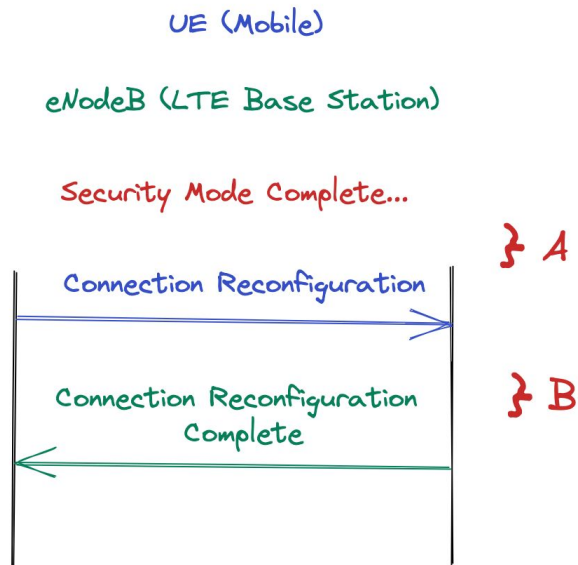 UE (Mobile)
eNodeB (LTE Base Station)
Security Mode Complete...
} A
Connection Reconfiguration
} B
Connection Reconfiguration
Complete